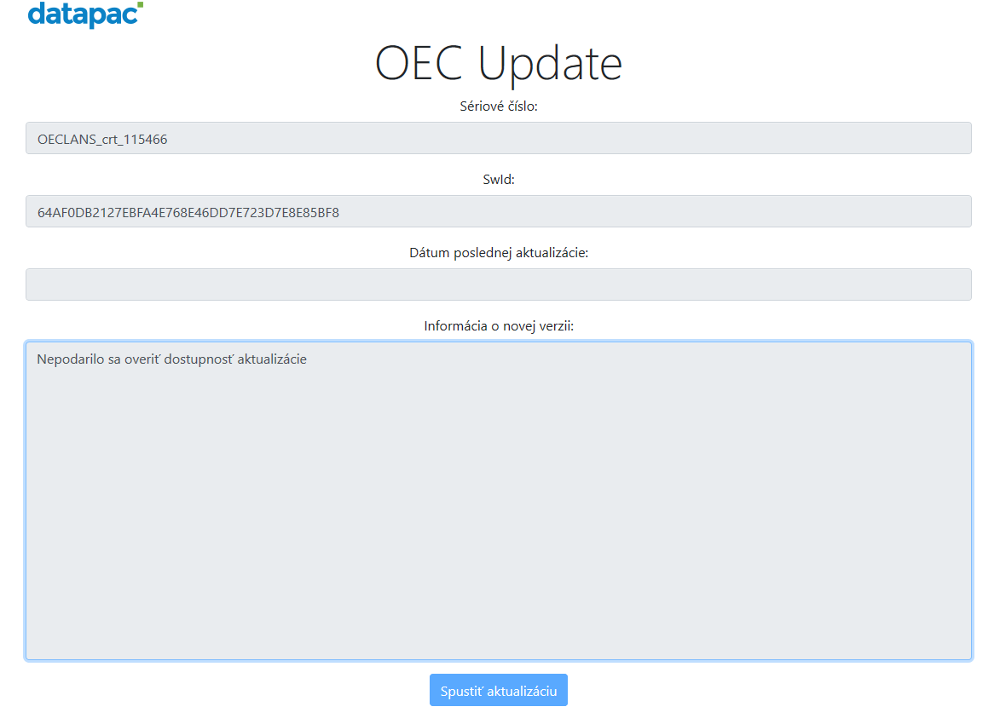 datapac
OEC Update
Sériové číslo:
OECLANS_crt_115466
SwId:
64AF0DB2127EBFA4E768E46DD7E723D7E8E85BF8
Dátum poslednej aktualizácie:
Informácia o novej verzii:
Nepodarilo sa overiť dostupnosť aktualizácie
Spustiť aktualizáciu